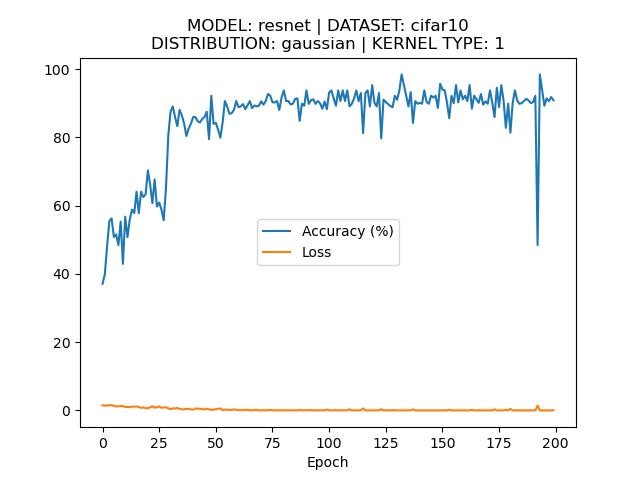 MODEL: resnet | DATASET: cifar10
DISTRIBUTION: gaussian | KERNEL TYPE: 1
100
80
60
40
20
0
Accuracy (%)
Loss
0 25 50 75 100 125 150 175 200
Epoch